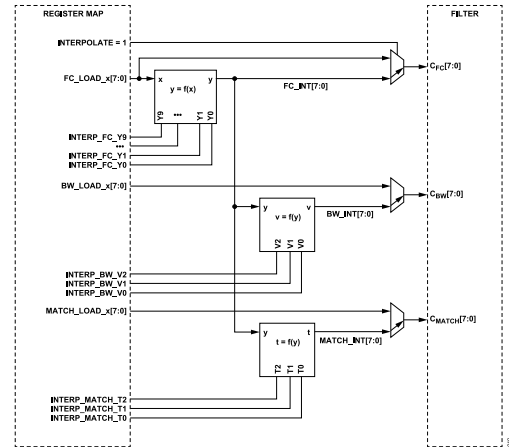 REGISTER MAP
FILTER
INTERPOLATE = 1
FC_LOAD_x[7:0]
x
y
y = f(x)
Y9
•••
Y1
Y0
FC_INT[7:0]
CFC[7:0]
INTERP_FC_Y9
•••
INTERP_FC_Y1
INTERP_FC_Y0
BW_LOAD_x[7:0]
CBW[7:0]
y
v
v = f(y)
V2
V1
V0
BW_INT[7:0]
INTERP_BW_V2
INTERP_BW_V1
INTERP_BW_V0
MATCH_LOAD_x[7:0]
CMATCH[7:0]
y
t
t = f(y)
T2
T1
T0
MATCH_INT[7:0]
INTERP_MATCH_T2
INTERP_MATCH_T1
INTERP_MATCH_T0